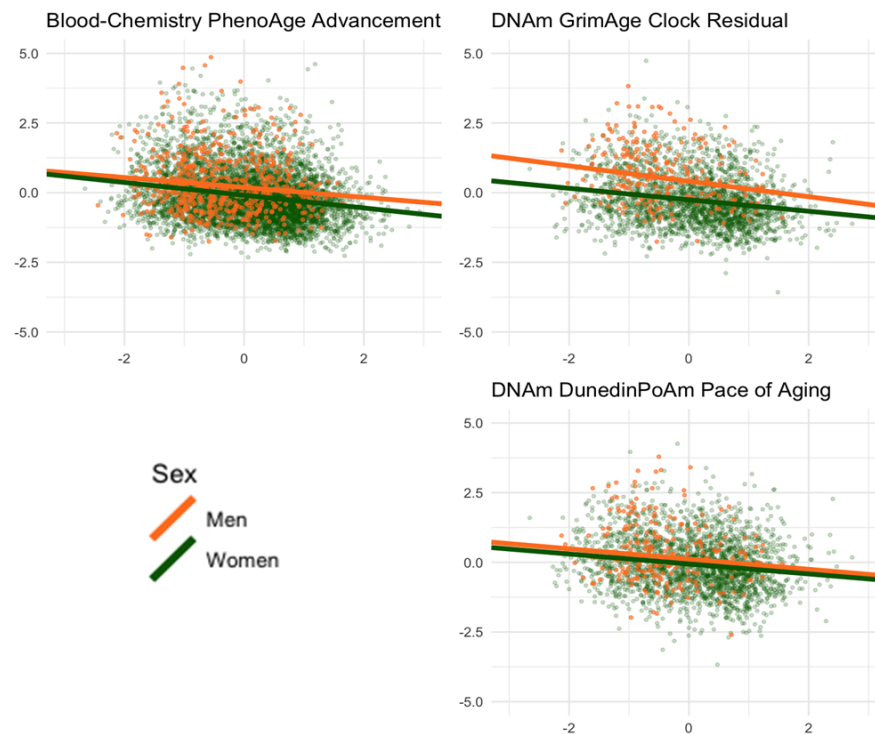 Blood-Chemistry PhenoAge Advancement
5.0
2.5
0.0
-2.5
-5.0
-2 0 2
DNAm GrimAge Clock Residual
5.0
2.5
0.0
-2.5
-5.0
-2 0 2
Sex
Men
Women
DNAm DunedinPoAm Pace of Aging
5.0
2.5
0.0
-2.5
-5.0
-2 0 2